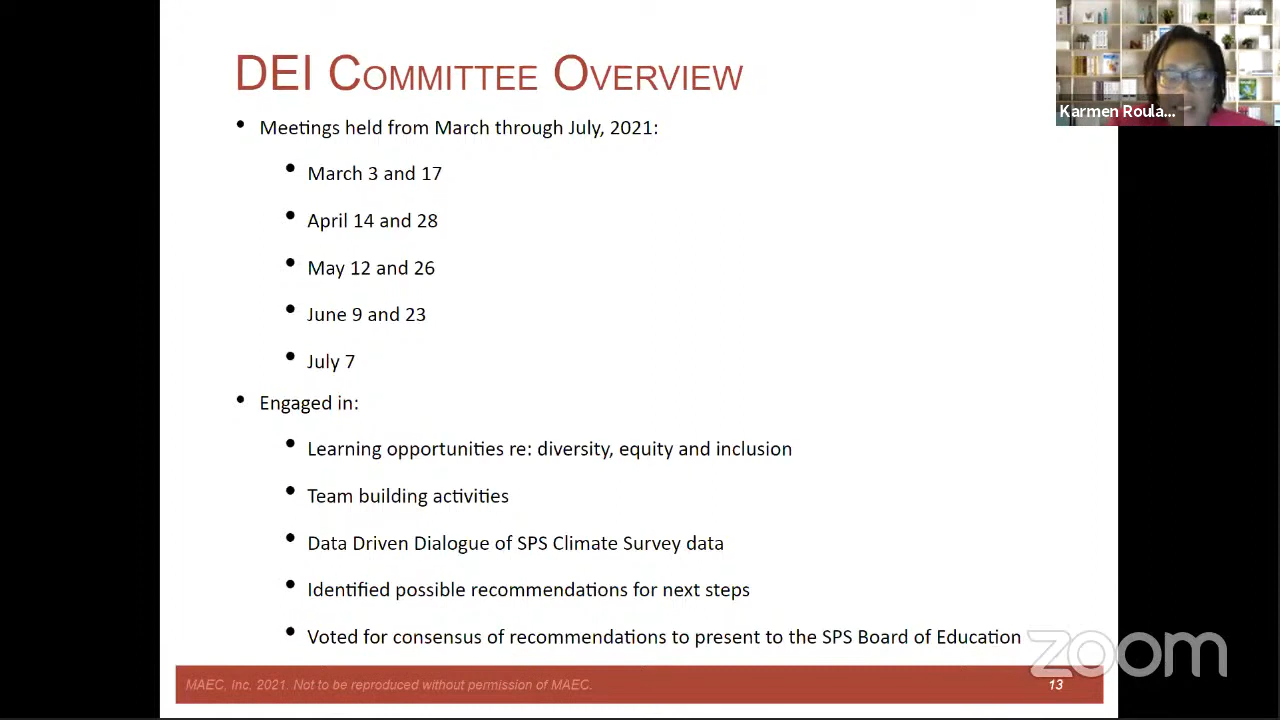 DEI COMMITTEE OVERVIEW
Karmen Roula...
• Meetings held from March through July, 2021:
• March 3 and 17
• April 14 and 28
• May 12 and 26
• June 9 and 23
• July 7
• Engaged in:
• Learning opportunities re: diversity, equity and inclusion
• Team building activities
• Data Driven Dialogue of SPS Climate Survey data
• Identified possible recommendations for next steps
• Voted for consensus of recommendations to present to the SPS Board of Education
zoom
MAEC, Inc. 2021. Not to be reproduced without permission of MAEC.
13